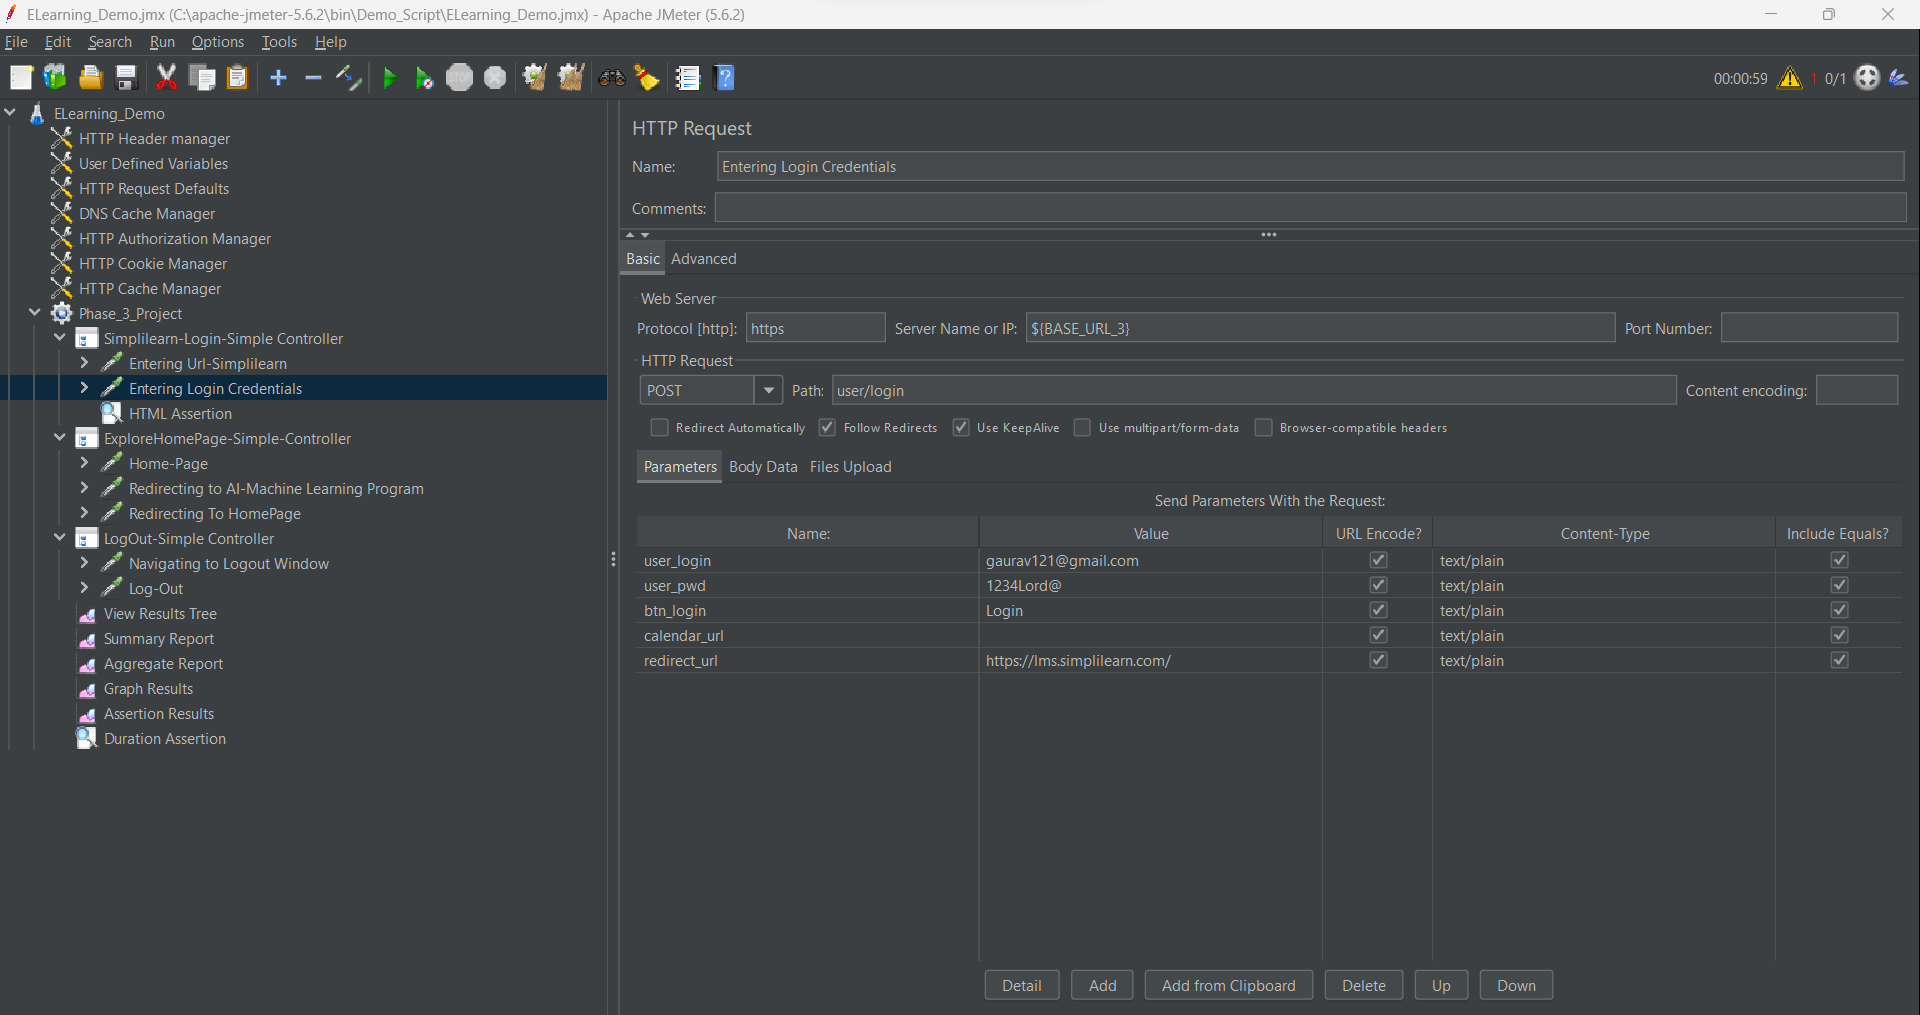 ELearning_Demo.jmx (C:\apache-jmeter-5.6.2\bin\Demo_Script\ELearning_Demo.jmx) - Apache JMeter (5.6.2)
File Edit Search Run Options Tools Help
STOP
00:00:59 1 0/1
ELearning_Demo
HTTP Header manager
User Defined Variables
HTTP Request Defaults
DNS Cache Manager
HTTP Authorization Manager
HTTP Cookie Manager
HTTP Cache Manager
Phase_3_Project
Simplilearn-Login-Simple Controller
Entering Url-Simplilearn
Entering Login Credentials
HTML Assertion
ExploreHomePage-Simple-Controller
Home-Page
Redirecting to AI-Machine Learning Program
Redirecting To HomePage
LogOut-Simple Controller
Navigating to Logout Window
Log-Out
View Results Tree
Summary Report
Aggregate Report
Graph Results
Assertion Results
Duration Assertion
HTTP Request
Name: Entering Login Credentials
Comments:
Basic Advanced
Web Server
Protocol [http]: https Server Name or IP: ${BASE_URL_3} Port Number:
HTTP Request
POST Path: user/login Content encoding:
Redirect Automatically Follow Redirects Use KeepAlive Use multipart/form-data Browser-compatible headers
Parameters Body Data Files Upload
Send Parameters With the Request:
Name: Value URL Encode? Content-Type Include Equals?
user_login gaurav121@gmail.com text/plain
user_pwd 1234Lord@ text/plain
btn_login Login text/plain
calendar_url text/plain
redirect_url https://lms.simplilearn.com/ text/plain
Detail Add Add from Clipboard Delete Up Down